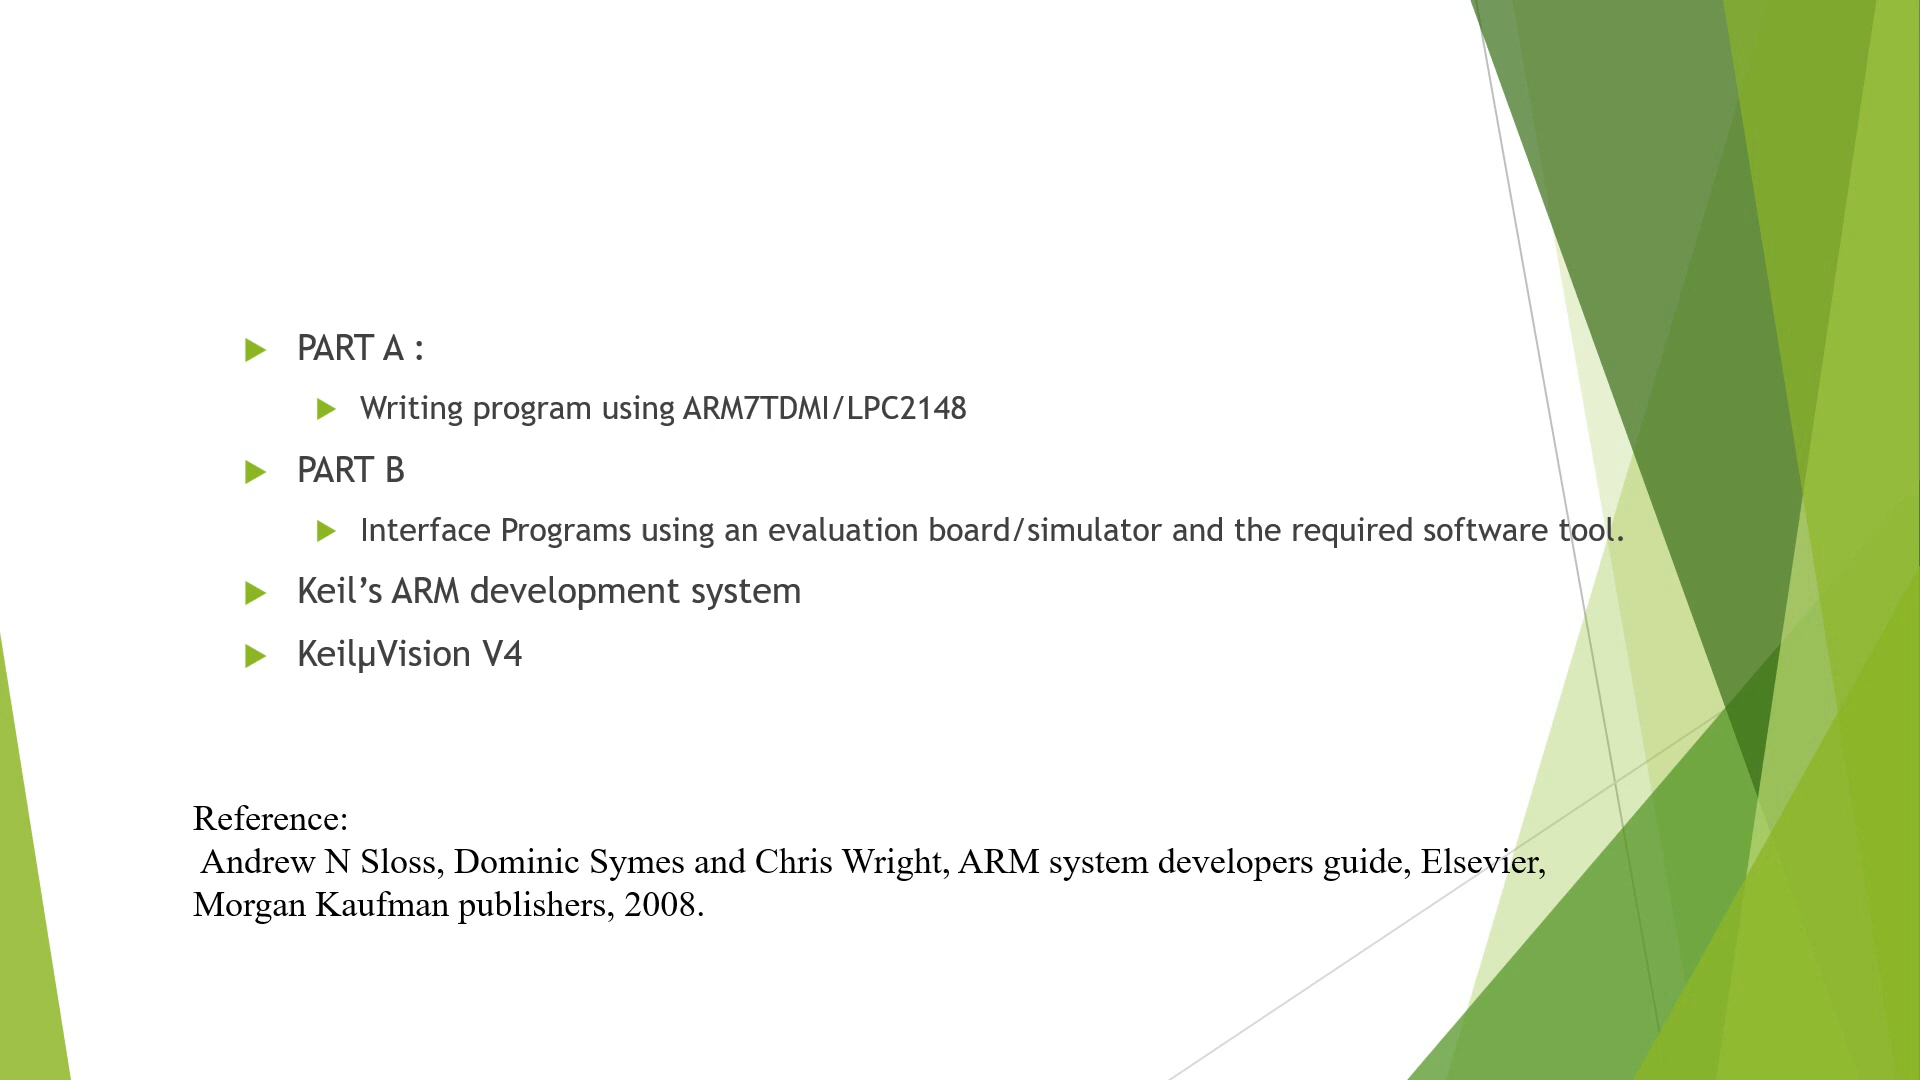 PART A :
Writing program using ARM7TDMI/LPC2148
PART B
Interface Programs using an evaluation board/simulator and the required software tool.
Keil’s ARM development system
KeilµVision V4
Reference:
Andrew N Sloss, Dominic Symes and Chris Wright, ARM system developers guide, Elsevier,
Morgan Kaufman publishers, 2008.